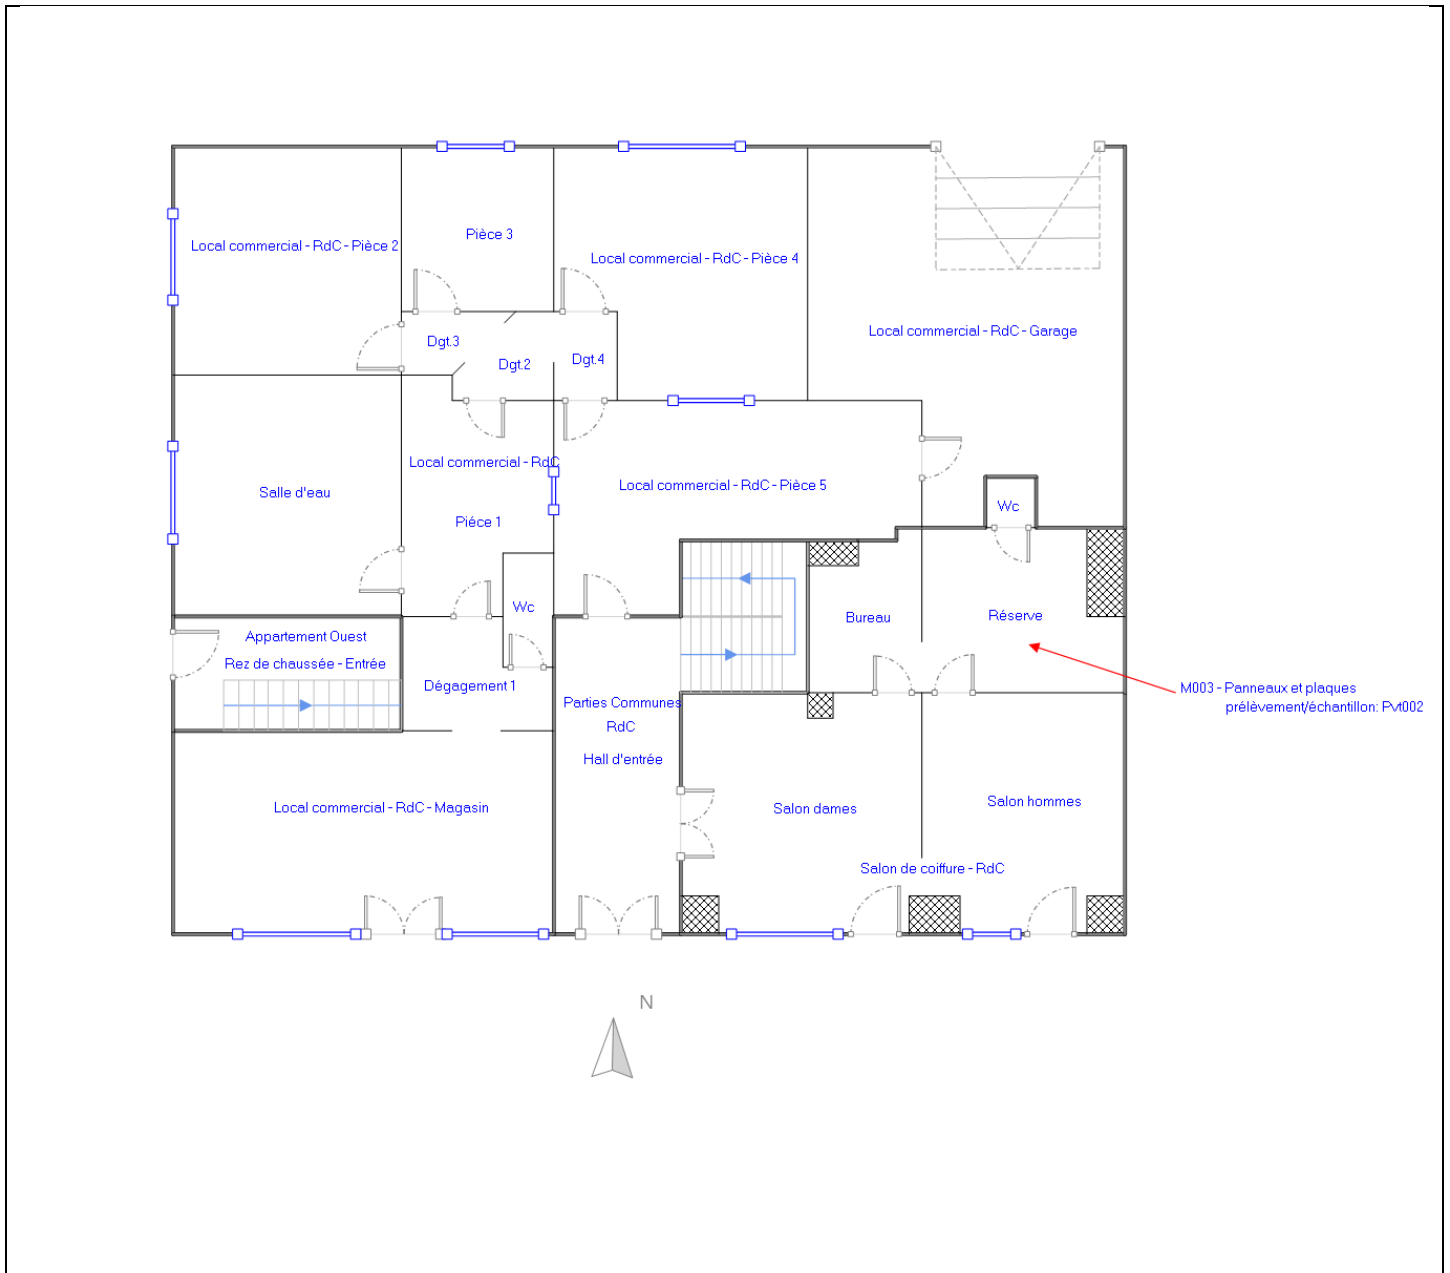 Pièce 3
Local commercial - RdC - Pièce 2
Local commercial - RdC - Pièce 4
Local commercial - RdC - Garage
Dgt.3
Dgt.2
Dgt.4
Local commercial - RdC
Piéce 1
Salle d'eau
Local commercial - RdC - Pièce 5
Wc
Wc
Bureau
Réserve
Appartement Ouest
Rez de chaussée - Entrée
Dégagement 1
Parties Communes
RdC
Hall d'entrée
M003 - Panneaux et plaques
prélèvement/échantillon: Pvt002
Local commercial - RdC - Magasin
Salon dames
Salon hommes
Salon de coiffure - RdC
N